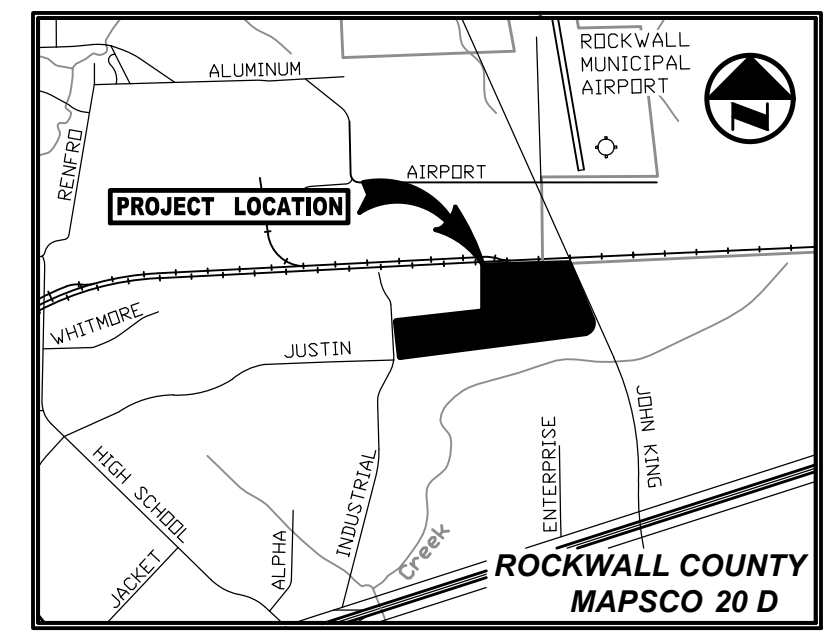 ROCKWALL
MUNICIPAL
AIRPORT
N
ALUMINUM
RENFRO
AIRPORT
PROJECT LOCATION
WHITMORE
JUSTIN
JOHN KING
HIGH SCHOOL
INDUSTRIAL
ENTERPRISE
ALPHA
JACKET
Creek
ROCKWALL COUNTY
MAPSCO 20 D